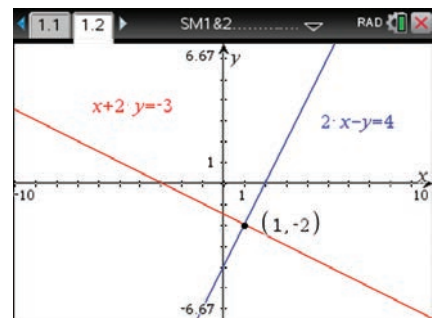 1.1 1.2 SM1&2............. RAD
6.67 y
x+2·y=-3
2·x-y=4
1
x
-10 1 10
(1,-2)
-6.67